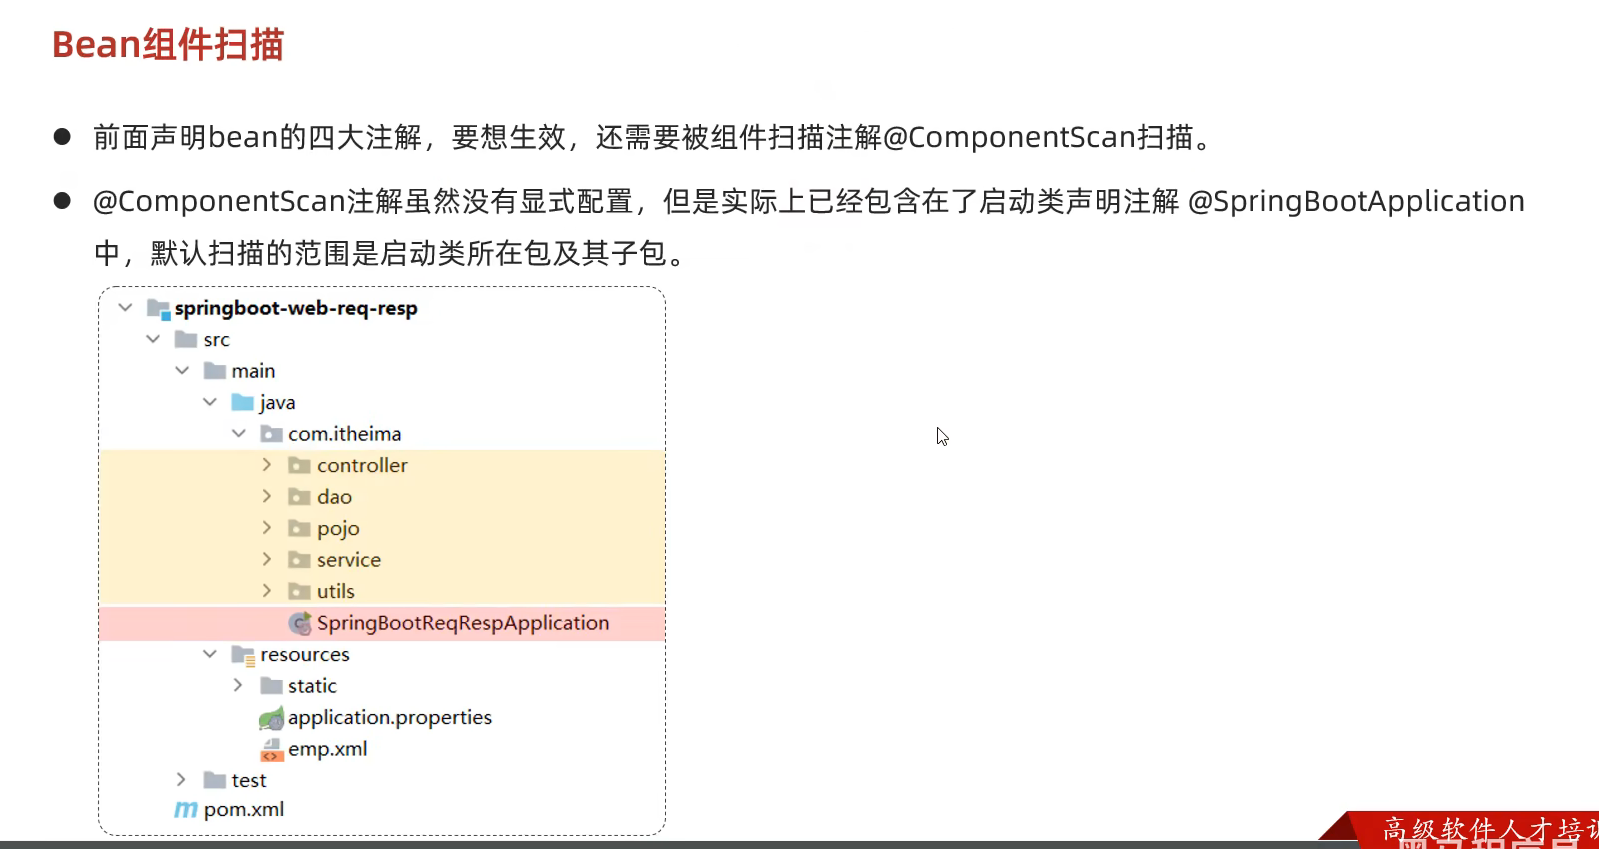 Bean组件扫描
● 前面声明bean的四大注解，要想生效，还需要被组件扫描注解@ComponentScan扫描。
● @ComponentScan注解虽然没有显式配置，但是实际上已经包含在了启动类声明注解 @SpringBootApplication
中，默认扫描的范围是启动类所在包及其子包。
springboot-web-req-resp
src
main
java
com.itheima
controller
dao
pojo
service
utils
SpringBootReqRespApplication
resources
static
application.properties
emp.xml
test
pom.xml
高级软件人才培训